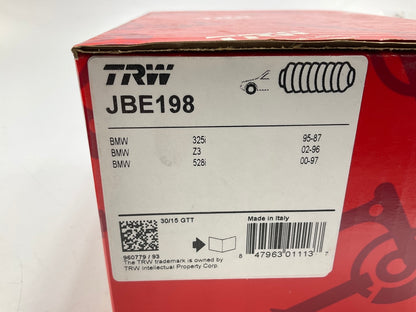 TRW
JBE198
BMW 325i 95-87
BMW Z3 02-96
BMW 528i 00-97
30/15 GTT
Made in Italy
960779 / 93
The TRW trademark is owned by
TRW Intellectual Property Corp.
8 47963 01113 7